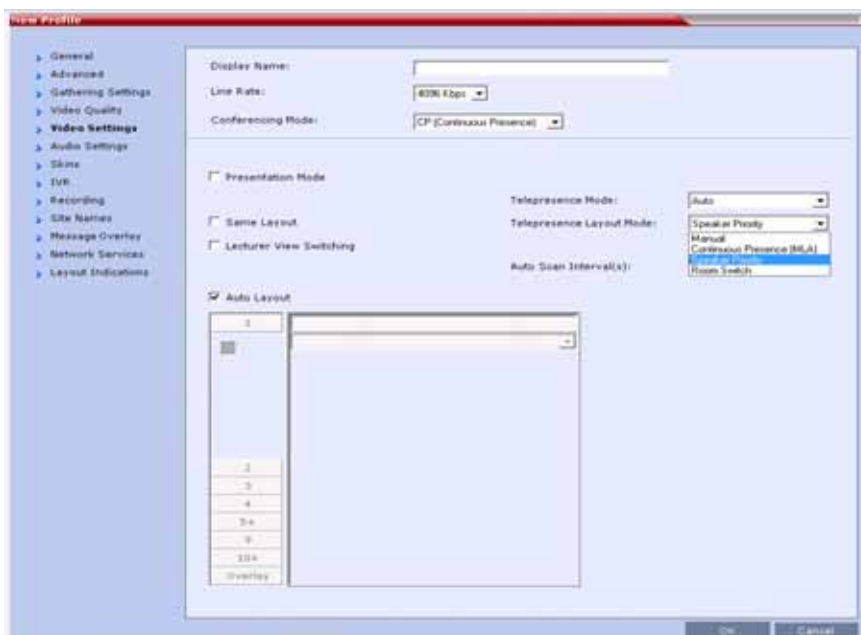 New Profile
General
Advanced
Gathering Settings
Video Quality
Video Settings
Audio Settings
Skins
IVR
Recording
Site Names
Message Overlay
Network Services
Layout Indications
Display Name:
Line Rate: 4096 Kbps
Conferencing Mode: CP (Continuous Presence)
Presentation Mode
Telepresence Mode: Auto
Same Layout
Telepresence Layout Mode: Speaker Priority
Lecturer View Switching
Manual
Continuous Presence (MLA)
Speaker Priority
Room Switch
Auto Scan Interval(s):
Auto Layout
1
2
3
4
5+
9
10+
Overlay
OK
Cancel